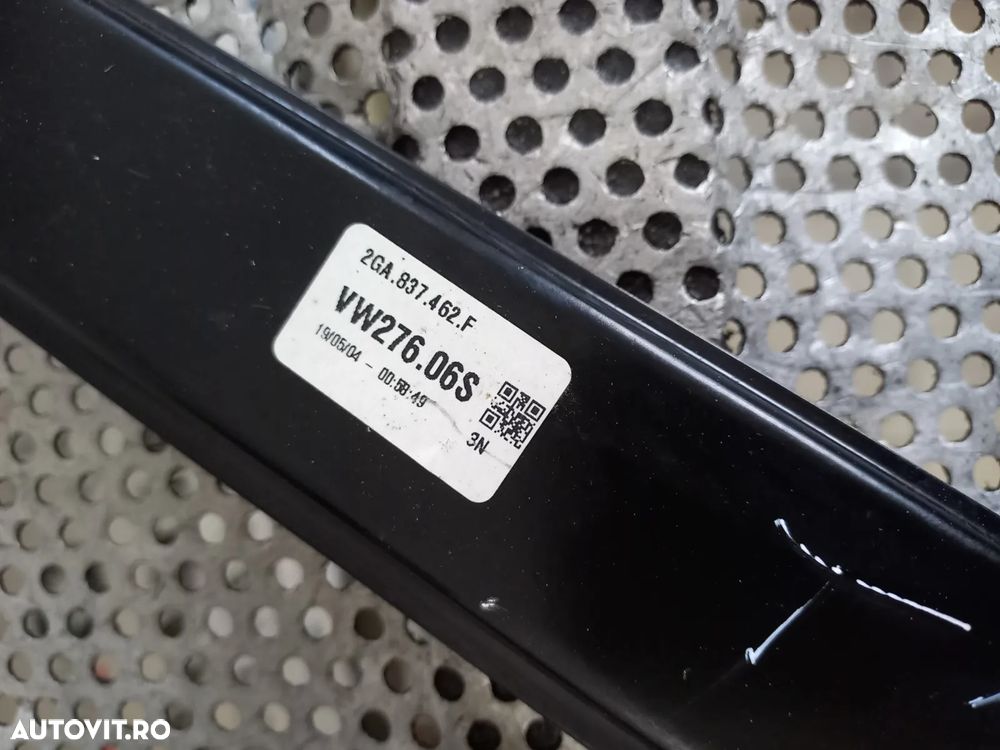 2GA.837.462.F
VW276.06S
19/05/04 - 00:58:49
3N
AUTOVIT.RO